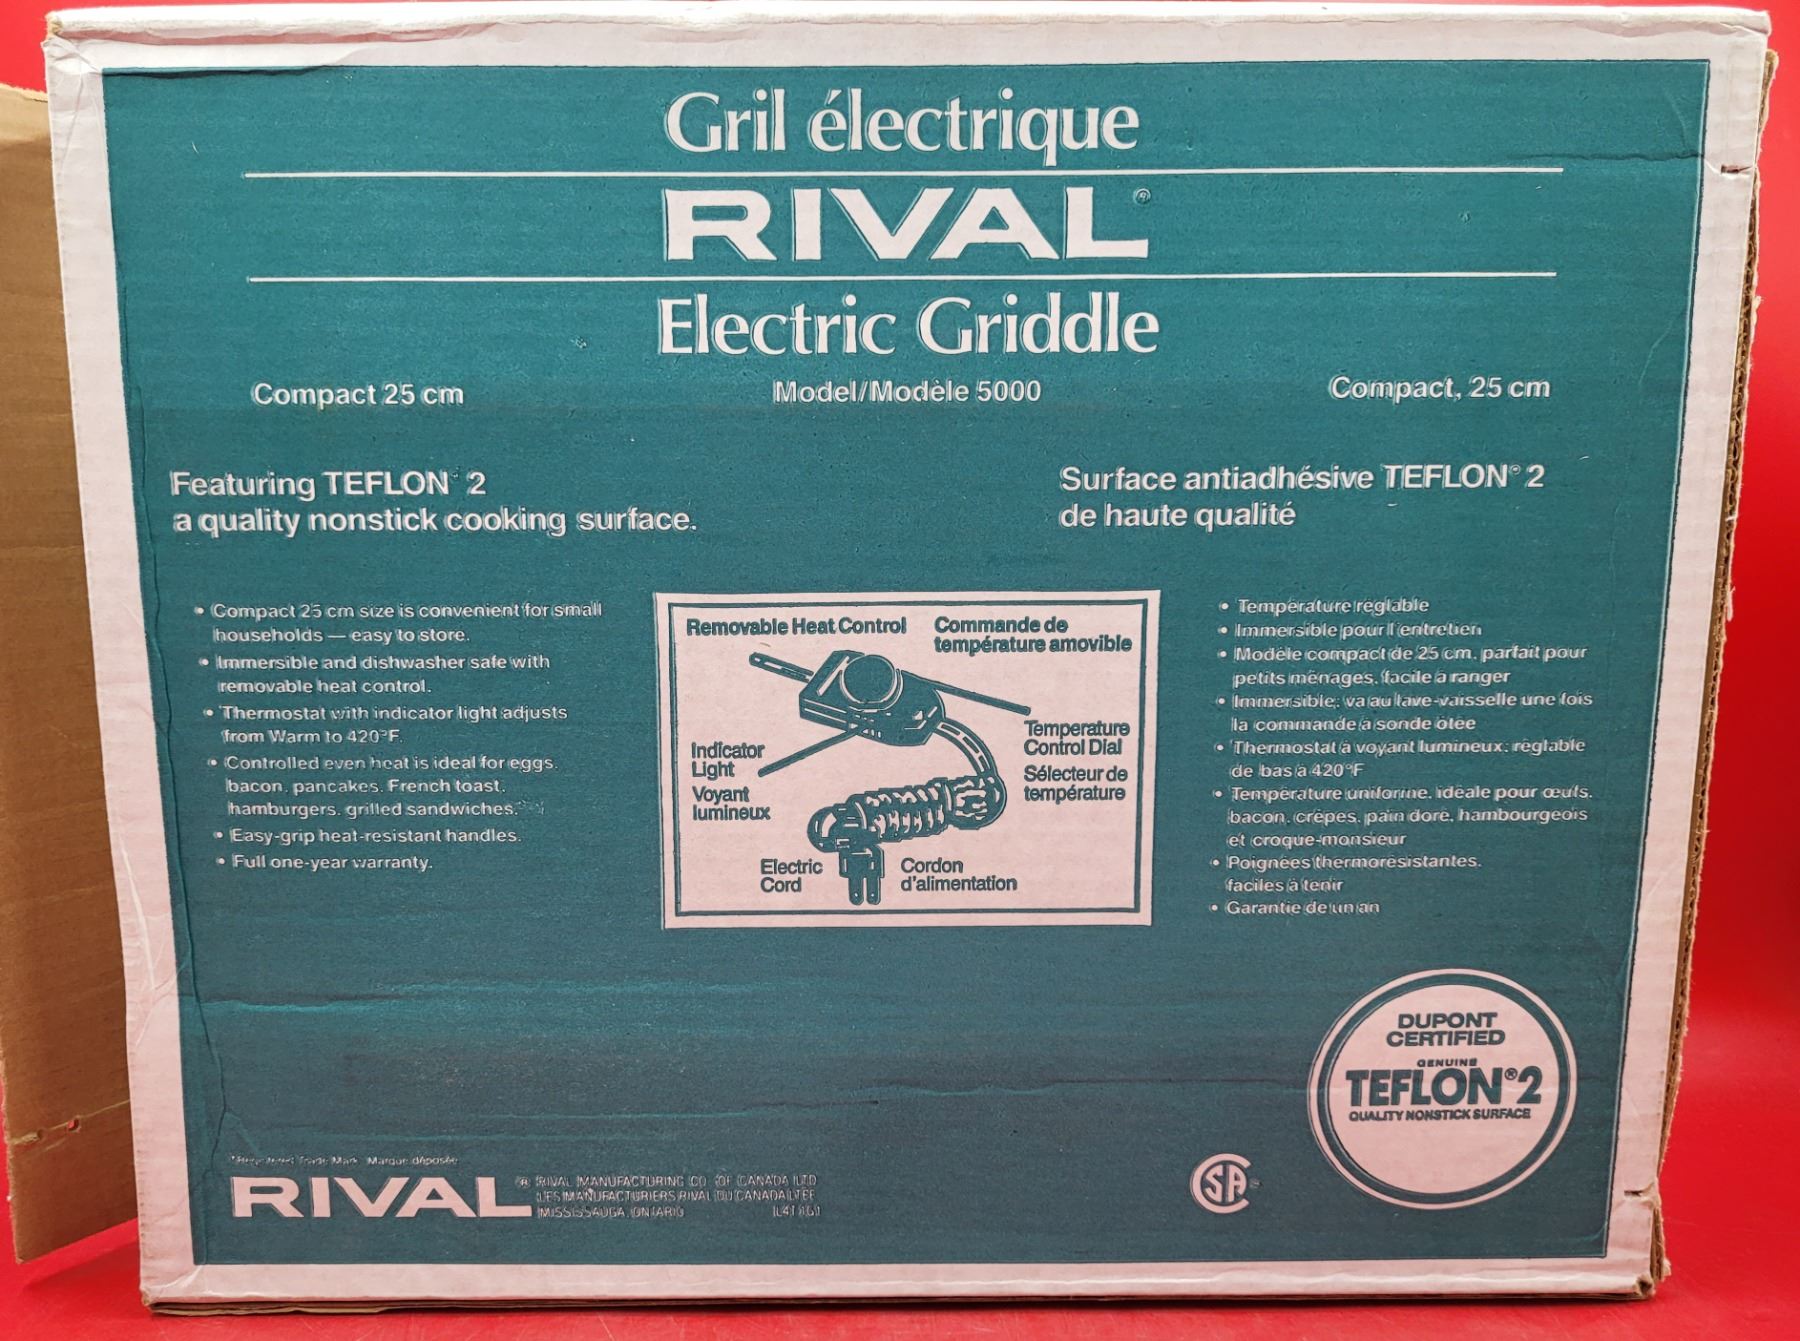 Gril électrique
RIVAL®
Electric Griddle
Compact 25 cm
Model/Modèle 5000
Compact, 25 cm
Featuring TEFLON® 2
a quality nonstick cooking surface.
Surface antiadhésive TEFLON® 2
de haute qualité
• Compact 25 cm size is convenient for small
households — easy to store.
• Immersible and dishwasher safe with
removable heat control.
• Thermostat with indicator light adjusts
from Warm to 420°F.
• Controlled even heat is ideal for eggs,
bacon, pancakes, French toast,
hamburgers, grilled sandwiches.
• Easy-grip heat-resistant handles.
• Full one-year warranty.
Removable Heat Control
Commande de
température amovible
Indicator
Light
Voyant
lumineux
Temperature
Control Dial
Sélecteur de
température
Electric
Cord
Cordon
d'alimentation
• Température réglable
• Immersible pour l'entretien
• Modèle compact de 25 cm, parfait pour
petits ménages, facile à ranger
• Immersible; va au lave-vaisselle une fois
la commande à sonde ôtée
• Thermostat à voyant lumineux; réglable
de bas à 420°F
• Température uniforme, idéale pour œufs,
bacon, crêpes, pain doré, hambourgeois
et croque-monsieur
• Poignées thermorésistantes,
faciles à tenir
• Garantie de un an
DUPONT
CERTIFIED
GENUINE
TEFLON® 2
QUALITY NONSTICK SURFACE
*Registered Trade Mark Marque déposée
RIVAL®
RIVAL MANUFACTURING CO. OF CANADA LTD.
LES MANUFACTURIERS RIVAL DU CANADA LTÉE
MISSISSAUGA, ONTARIO
CSA®